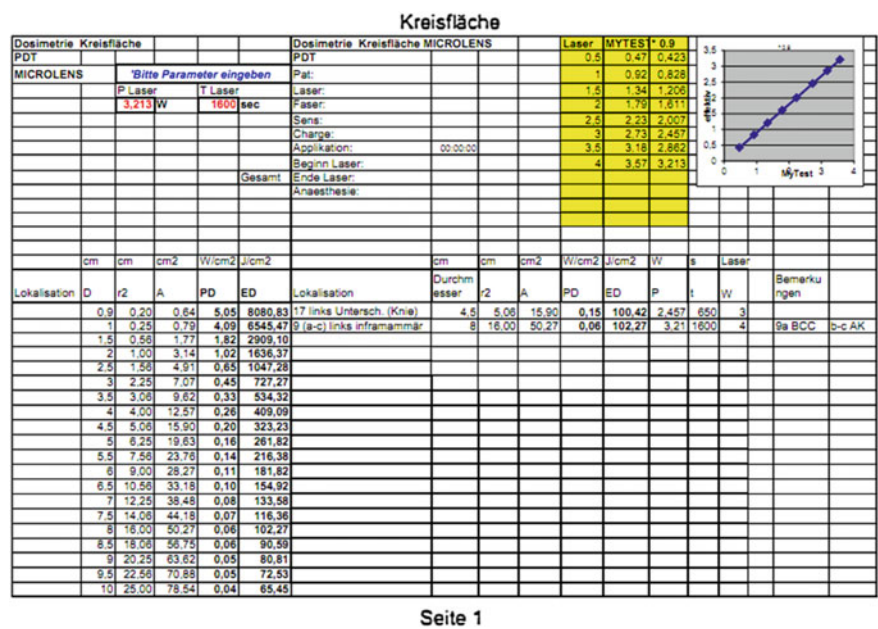 Kreisfläche
Dosimetrie Kreisfläche Dosimetrie Kreisfläche MICROLENS Laser MYTEST * 0.9
PDT PDT 0.5 0.47 0,423
MICROLENS 'Bitte Parameter eingeben Pat: 1 0,92 0,828
P Laser T Laser Laser: 1,5 1,34 1,206
3,213 W 1600 sec Faser: 2 1,79 1,611
Sens: 2,5 2,23 2,007
Charge: 3 2,73 2,457
Applikation: 00:00:00 3,5 3,18 2,862
Beginn Laser: 4 3,57 3,213
Gesamt Ende Laser:
Anaesthesie:
3,5
3
2,5
2
1,5
1
0,5
0
0 1 2 3 4
MyTest
cm cm cm2 W/cm2 J/cm2 cm cm cm2 W/cm2 J/cm2 W s Laser
Lokalisation D r2 A PD ED Lokalisation Durchm esser r2 A PD ED P t W Bemerku ngen
0,9 0,20 0,64 5,05 8080,83 17 links Untersch. (Knie) 4,5 5,06 15,90 0,15 100,42 2,457 650 3
1 0,25 0,79 4,09 6545,47 9 (a-c) links inframammär 8 16,00 50,27 0,06 102,27 3,21 1600 4 9a BCC b-c AK
1,5 0,56 1,77 1,82 2909,10
2 1,00 3,14 1,02 1636,37
2,5 1,56 4,91 0,65 1047,28
3 2,25 7,07 0,45 727,27
3,5 3,06 9,62 0,33 534,32
4 4,00 12,57 0,26 409,09
4,5 5,06 15,90 0,20 323,23
5 6,25 19,63 0,16 261,82
5,5 7,56 23,76 0,14 216,38
6 9,00 28,27 0,11 181,82
6,5 10,56 33,18 0,10 154,92
7 12,25 38,48 0,08 133,58
7,5 14,06 44,18 0,07 116,36
8 16,00 50,27 0,06 102,27
8,5 18,06 56,75 0,06 90,59
9 20,25 63,62 0,05 80,81
9,5 22,56 70,88 0,05 72,53
10 25,00 78,54 0,04 65,45
Seite 1